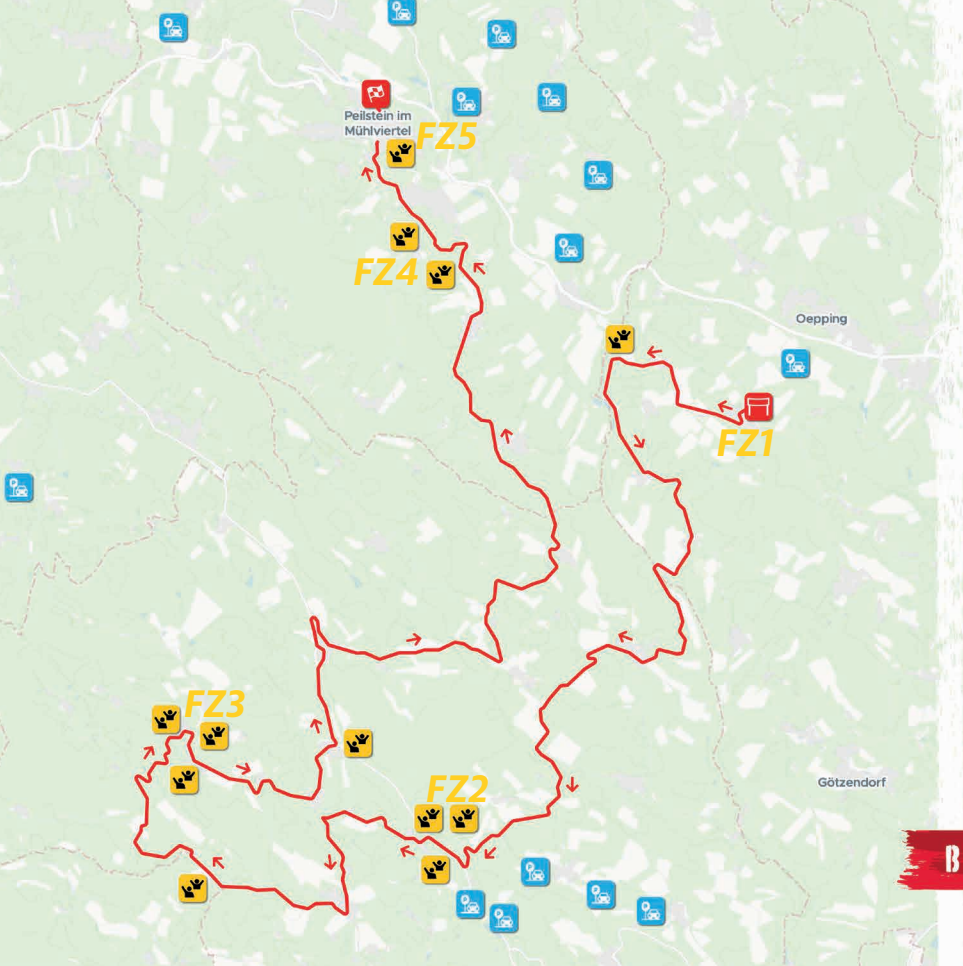 Peilstein im
Mühlviertel
FZ5
FZ4
Oepping
FZ1
FZ3
FZ2
Götzendorf
B